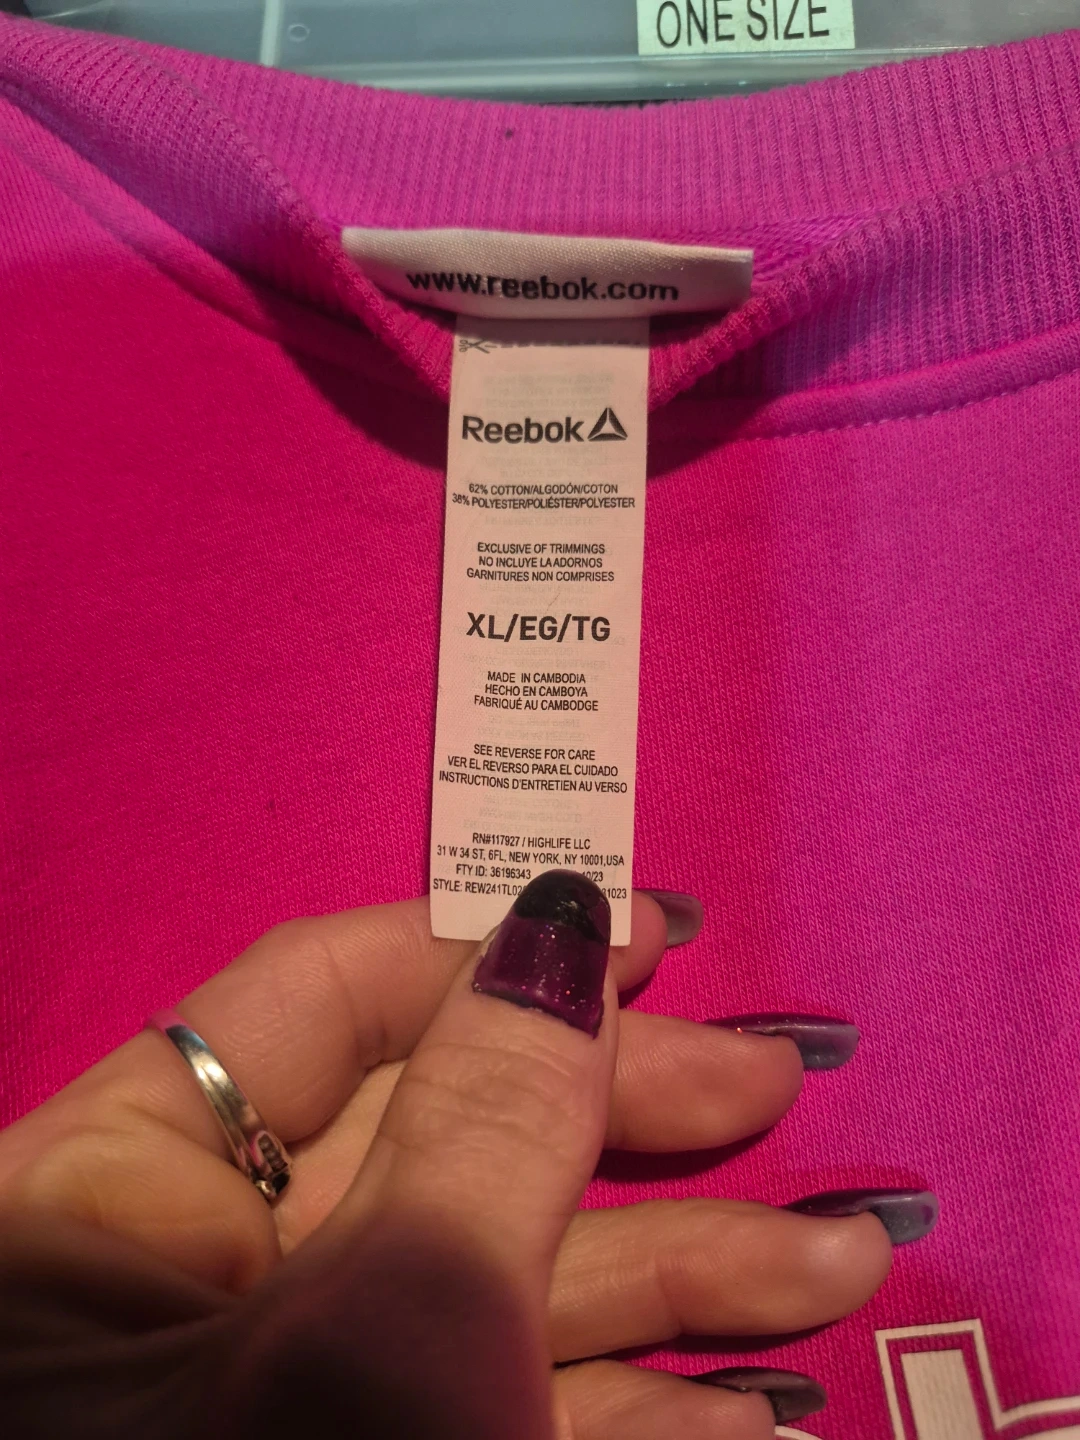 ONE SIZE
www.reebok.com
Reebok
62% COTTON/ALGODÓN/COTON
38% POLYESTER/POLIÉSTER/POLYESTER
EXCLUSIVE OF TRIMMINGS
NO INCLUYE LA ADORNOS
GARNITURES NON COMPRISES
XL/EG/TG
MADE IN CAMBODIA
HECHO EN CAMBOYA
FABRIQUÉ AU CAMBODGE
SEE REVERSE FOR CARE
VER EL REVERSO PARA EL CUIDADO
INSTRUCTIONS D'ENTRETIEN AU VERSO
RN#117927 / HIGHLIFE LLC
31 W 34 ST, 6FL, NEW YORK, NY 10001,USA
FTY ID: 36196343 10/23
STYLE: